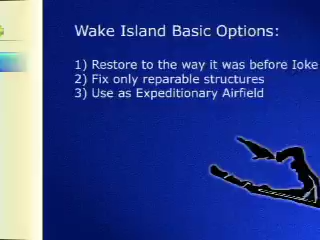 Wake Island Basic Options:
1) Restore to the way it was before Ioke
2) Fix only reparable structures
3) Use as Expeditionary Airfield